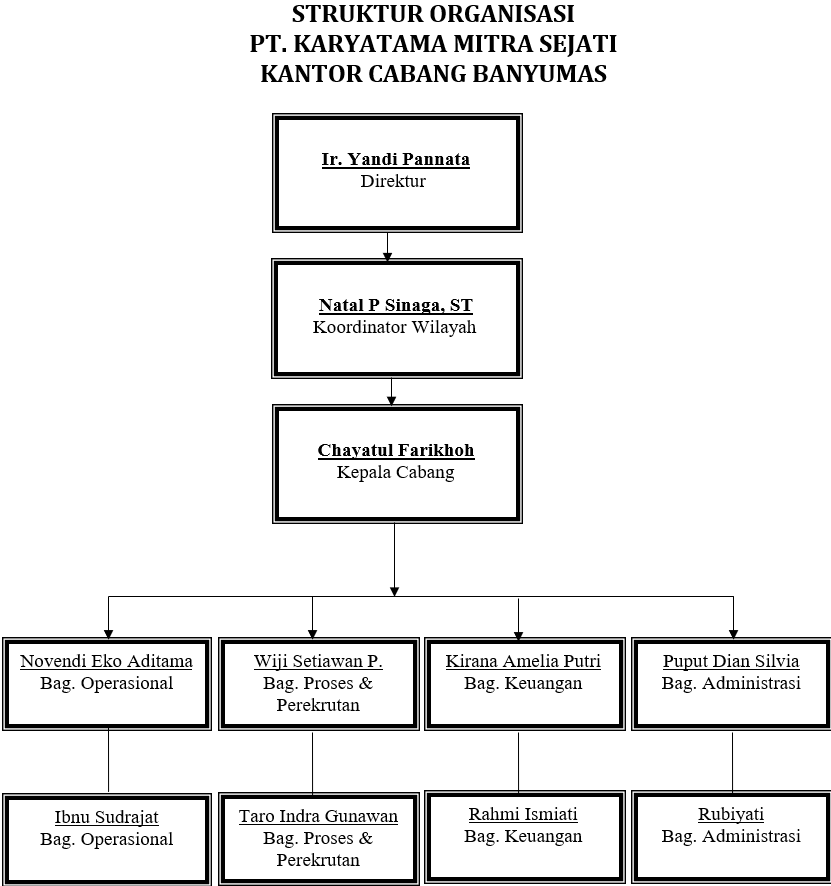 STRUKTUR ORGANISASI
PT. KARYATAMA MITRA SEJATI
KANTOR CABANG BANYUMAS
Ir. Yandi Pannata
Direktur
Natal P Sinaga, ST
Koordinator Wilayah
Chayatul Farikhoh
Kepala Cabang
Novendi Eko Aditama
Bag. Operasional
Wiji Setiawan P.
Bag. Proses &
Perekrutan
Kirana Amelia Putri
Bag. Keuangan
Puput Dian Silvia
Bag. Administrasi
Ibnu Sudrajat
Bag. Operasional
Taro Indra Gunawan
Bag. Proses &
Perekrutan
Rahmi Ismiati
Bag. Keuangan
Rubiyati
Bag. Administrasi